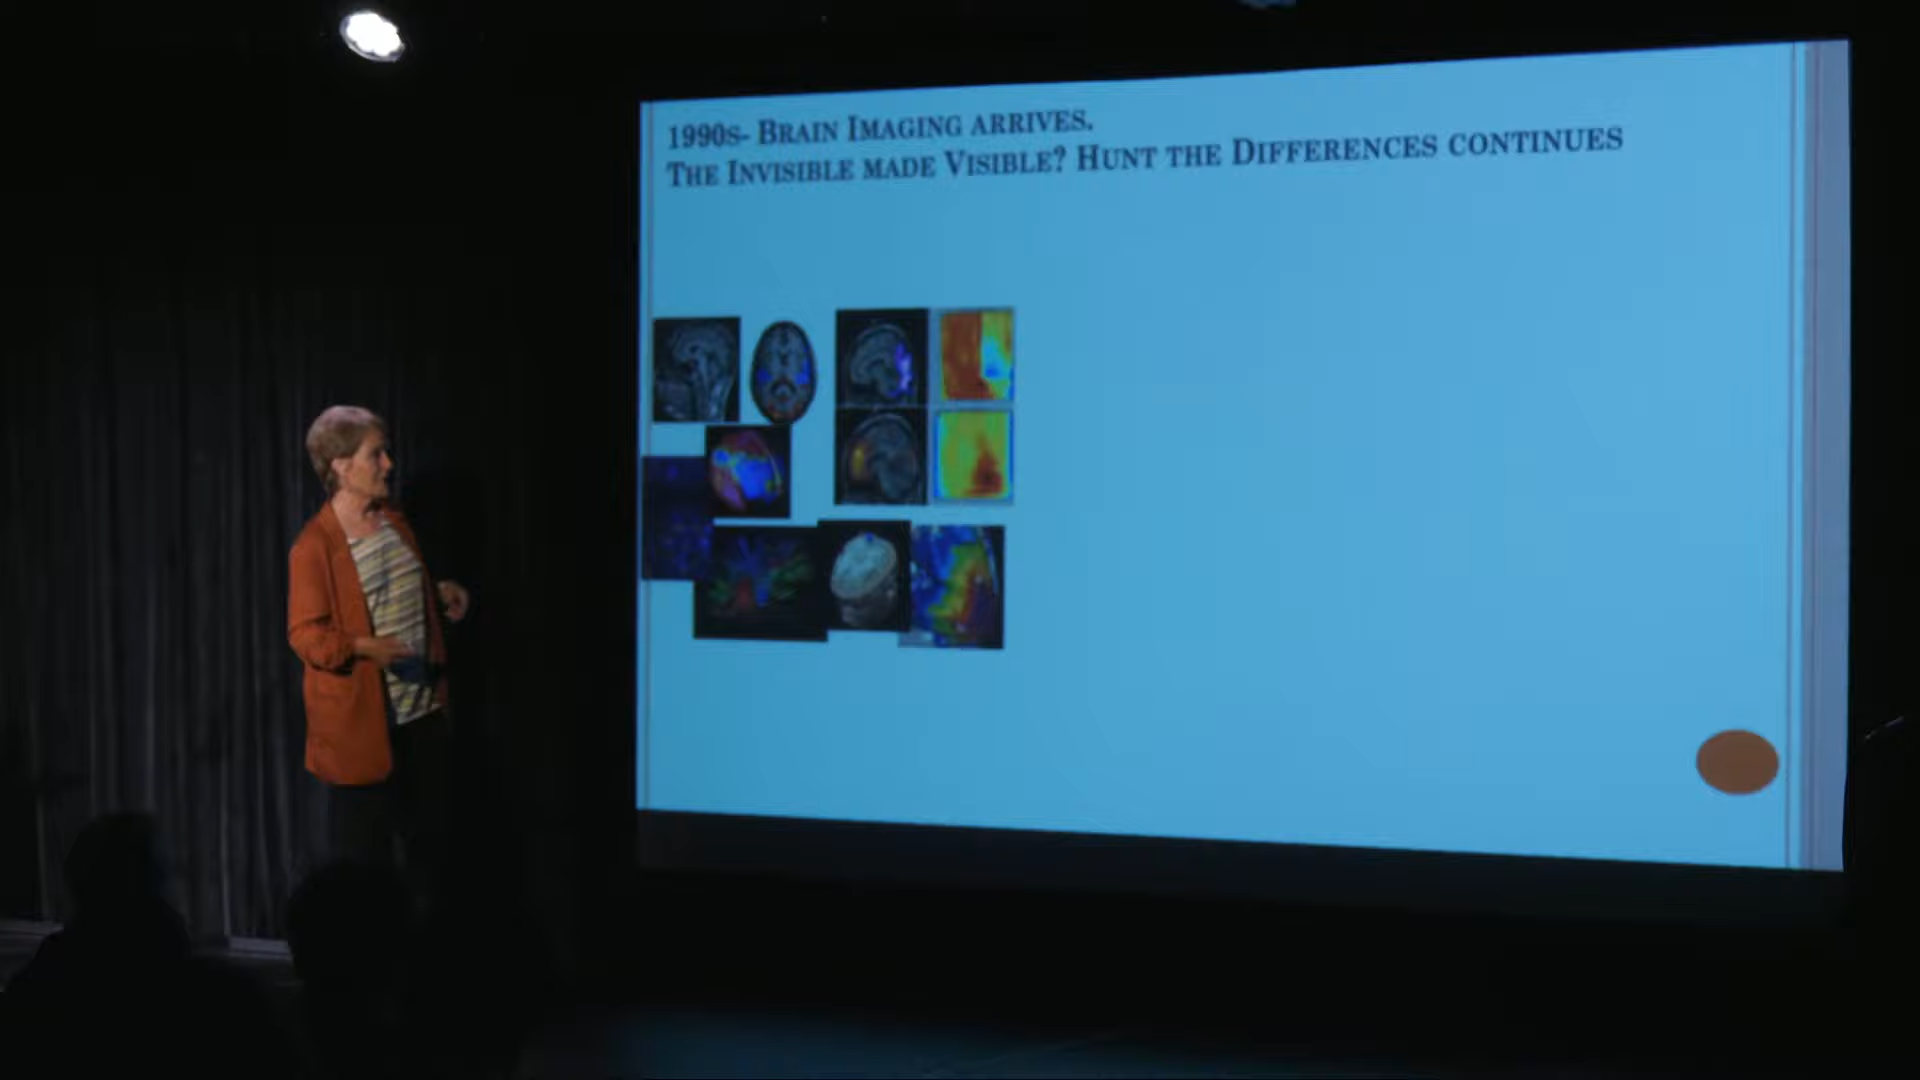 1990s- Brain Imaging arrives.
The Invisible made Visible? Hunt the Differences continues